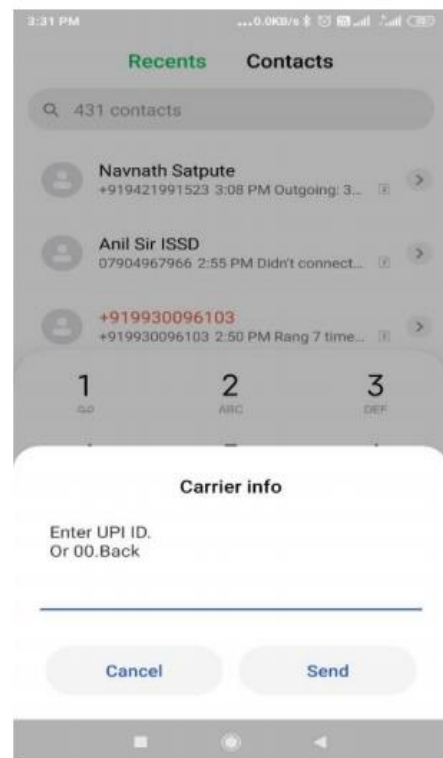 3:31 PM
...0.0KB/s
Recents Contacts
431 contacts
Navnath Satpute
+919421991523 3:08 PM Outgoing: 3...
Anil Sir ISSD
07904967966 2:55 PM Didn't connect...
+919930096103
+919930096103 2:50 PM Rang 7 time...
1 2 3
ABC DEF
Carrier info
Enter UPI ID.
Or 00.Back
Cancel Send